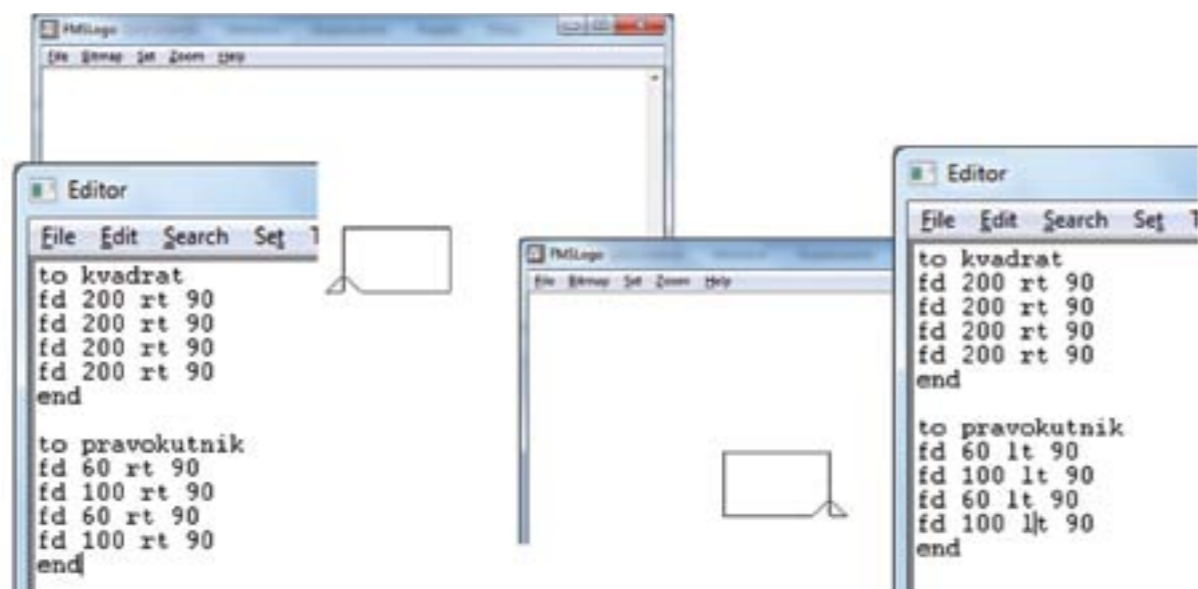 FMSLogo
File Bitmap Set Zoom Help
Editor
File Edit Search Set
to kvadrat
fd 200 rt 90
fd 200 rt 90
fd 200 rt 90
fd 200 rt 90
end
to pravokutnik
fd 60 rt 90
fd 100 rt 90
fd 60 rt 90
fd 100 rt 90
end
FMSLogo
File Bitmap Set Zoom Help
Editor
File Edit Search Set
to kvadrat
fd 200 rt 90
fd 200 rt 90
fd 200 rt 90
fd 200 rt 90
end
to pravokutnik
fd 60 lt 90
fd 100 lt 90
fd 60 lt 90
fd 100 lt 90
end